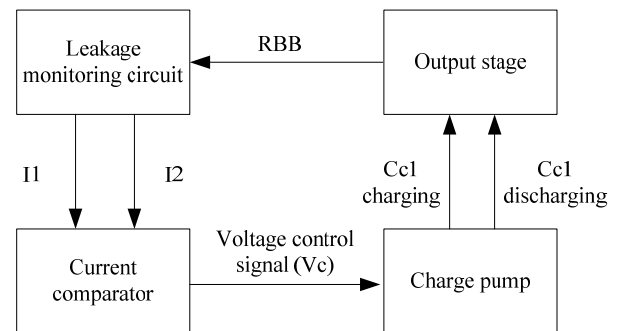 Leakage
monitoring circuit
RBB
Output stage
I1
I2
Cc1
charging
Cc1
discharging
Voltage control
signal (Vc)
Current
comparator
Charge pump